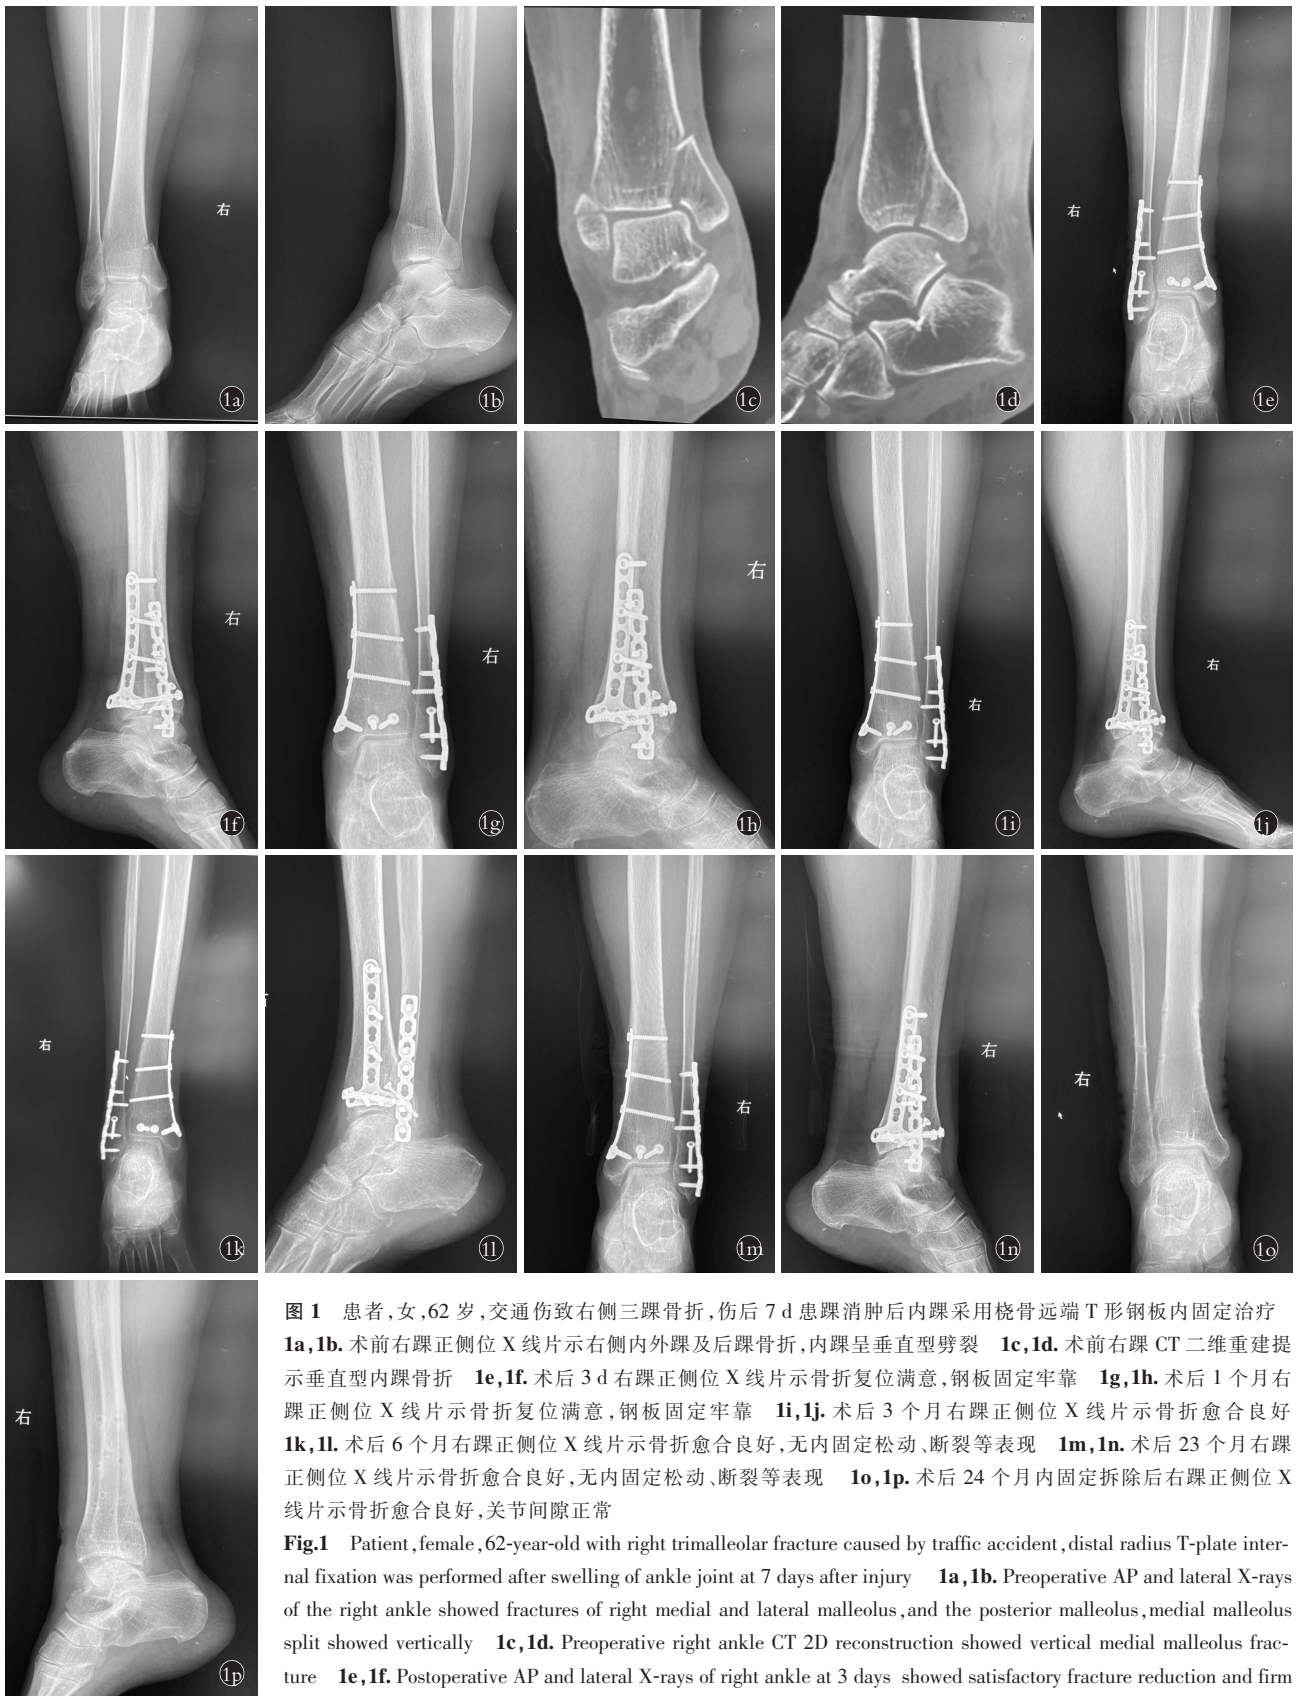 右
1a
1b
1c
1d
右
1e
右
1f
右
1g
右
1h
右
1i
右
1j
右
1k
1l
右
1m
右
1n
右
1o
右
1p
图 1 患者,女,62 岁,交通伤致右侧三踝骨折,伤后 7 d 患踝消肿后内踝采用桡骨远端 T 形钢板内固定治疗
1a,1b. 术前右踝正侧位 X 线片示右侧内外踝及后踝骨折,内踝呈垂直型劈裂 1c,1d. 术前右踝 CT 二维重建提
示垂直型内踝骨折 1e,1f. 术后 3 d 右踝正侧位 X 线片示骨折复位满意,钢板固定牢靠 1g,1h. 术后 1 个月右
踝正侧位 X 线片示骨折复位满意,钢板固定牢靠 1i,1j. 术后 3 个月右踝正侧位 X 线片示骨折愈合良好
1k,1l. 术后 6 个月右踝正侧位 X 线片示骨折愈合良好,无内固定松动、断裂等表现 1m,1n. 术后 23 个月右踝
正侧位 X 线片示骨折愈合良好,无内固定松动、断裂等表现 1o,1p. 术后 24 个月内固定拆除后右踝正侧位 X
线片示骨折愈合良好,关节间隙正常
Fig.1 Patient,female,62-year-old with right trimalleolar fracture caused by traffic accident,distal radius T-plate inter-
nal fixation was performed after swelling of ankle joint at 7 days after injury 1a,1b. Preoperative AP and lateral X-rays
of the right ankle showed fractures of right medial and lateral malleolus,and the posterior malleolus,medial malleolus
split showed vertically 1c,1d. Preoperative right ankle CT 2D reconstruction showed vertical medial malleolus frac-
ture 1e,1f. Postoperative AP and lateral X-rays of right ankle at 3 days showed satisfactory fracture reduction and firm